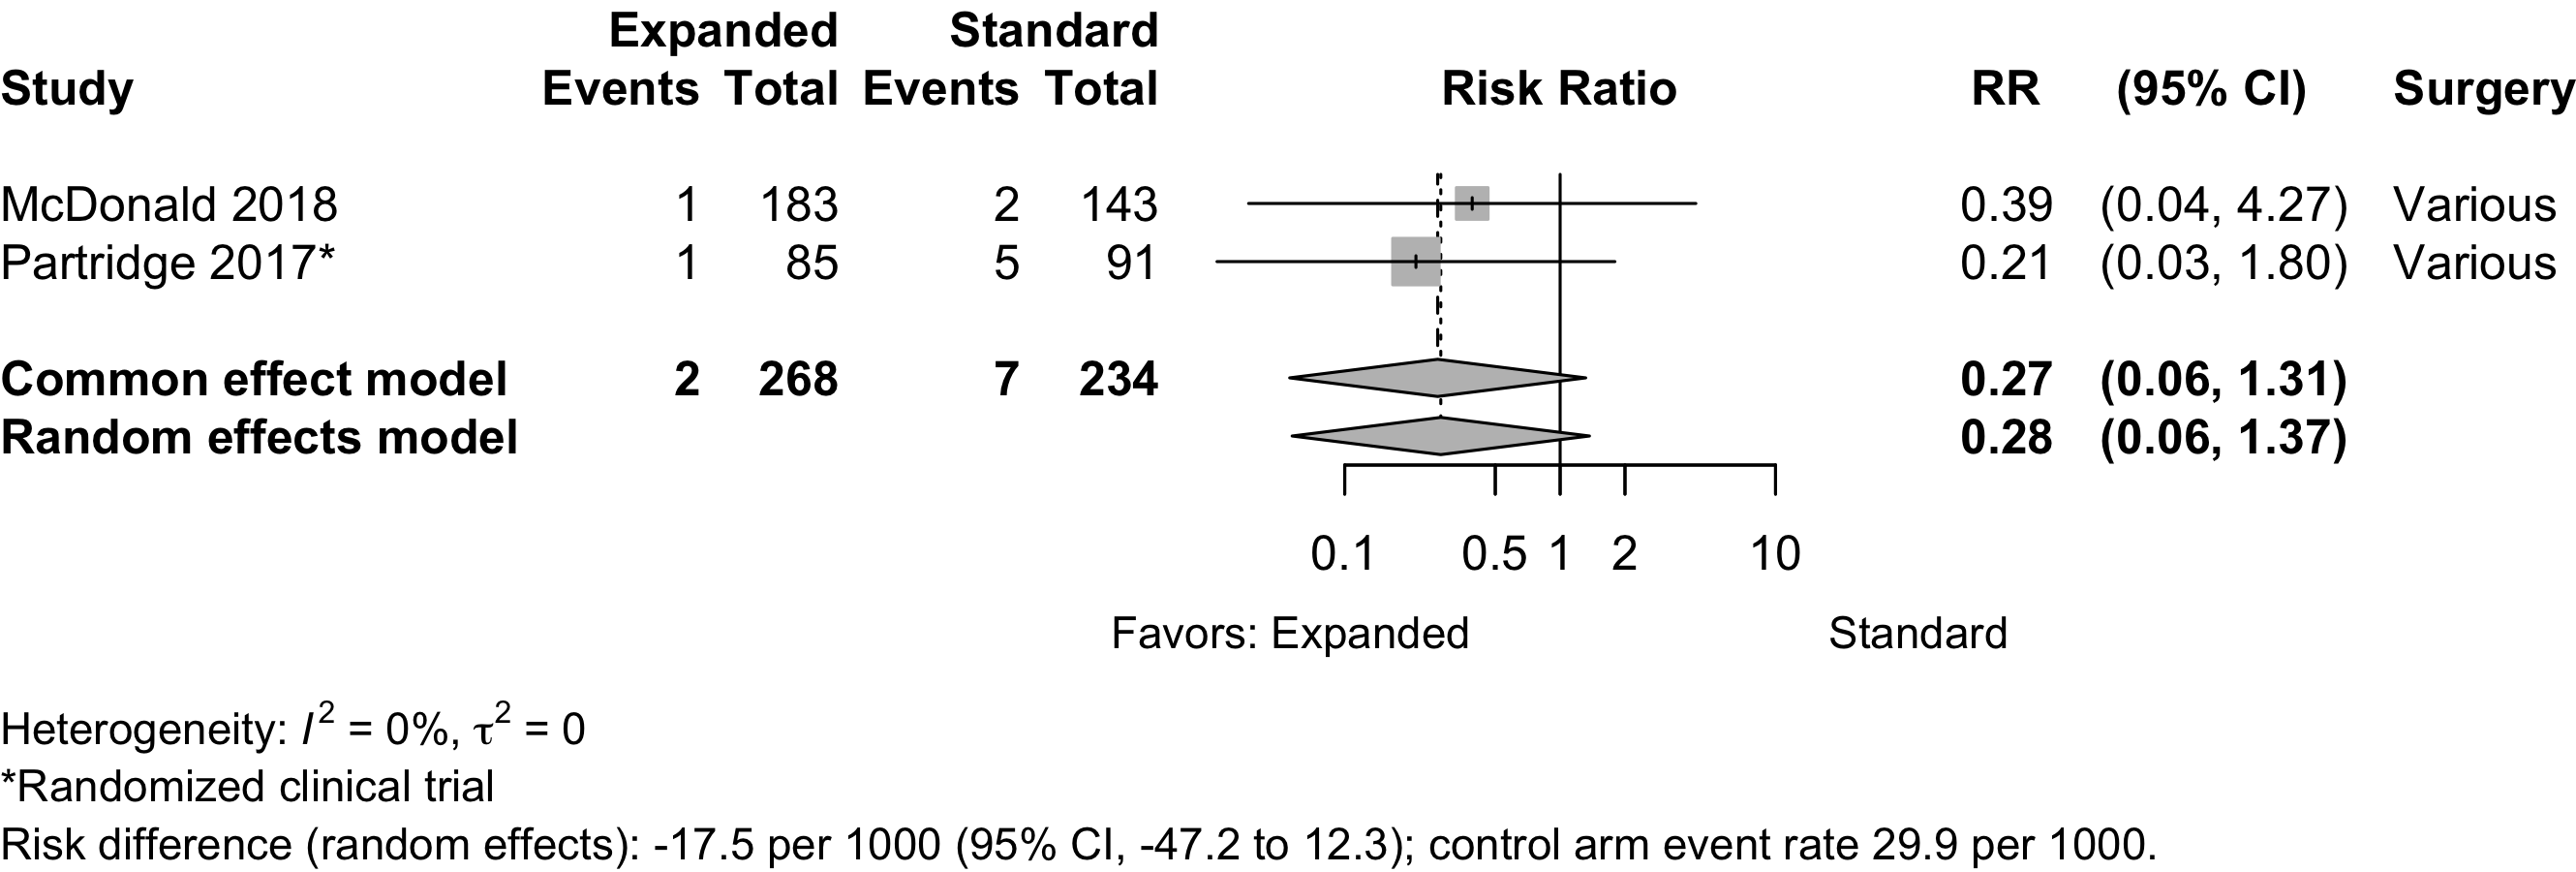 Expanded Standard
Study Events Total Events Total Risk Ratio RR (95% CI) Surgery
McDonald 2018 1 183 2 143 0.39 (0.04, 4.27) Various
Partridge 2017* 1 85 5 91 0.21 (0.03, 1.80) Various
Common effect model 2 268 7 234 0.27 (0.06, 1.31)
Random effects model 0.28 (0.06, 1.37)
0.1 0.5 1 2 10
Favors: Expanded Standard
Heterogeneity: I² = 0%, τ² = 0
*Randomized clinical trial
Risk difference (random effects): -17.5 per 1000 (95% CI, -47.2 to 12.3); control arm event rate 29.9 per 1000.